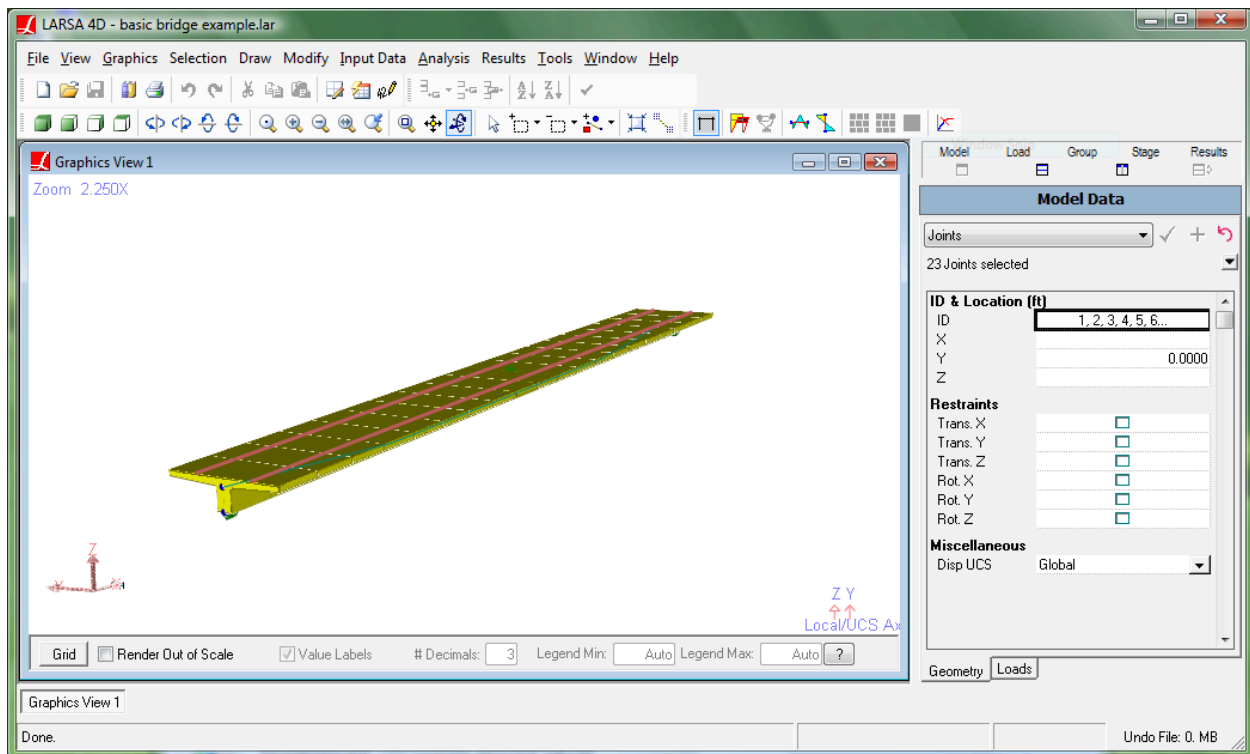 LARSA 4D - basic bridge example.lar
File View Graphics Selection Draw Modify Input Data Analysis Results Tools Window Help
Graphics View 1
Zoom 2.250X
Z
Z Y
Local/UCS Ax
Grid Render Out of Scale Value Labels # Decimals: 3 Legend Min: Auto Legend Max: Auto ?
Graphics View 1
Done.
Model Load Group Stage Results
Model Data
Joints
23 Joints selected
ID & Location (ft)
ID 1, 2, 3, 4, 5, 6...
X
Y 0.0000
Z
Restraints
Trans. X
Trans. Y
Trans. Z
Rot. X
Rot. Y
Rot. Z
Miscellaneous
Disp UCS Global
Geometry Loads
Undo File: 0. MB